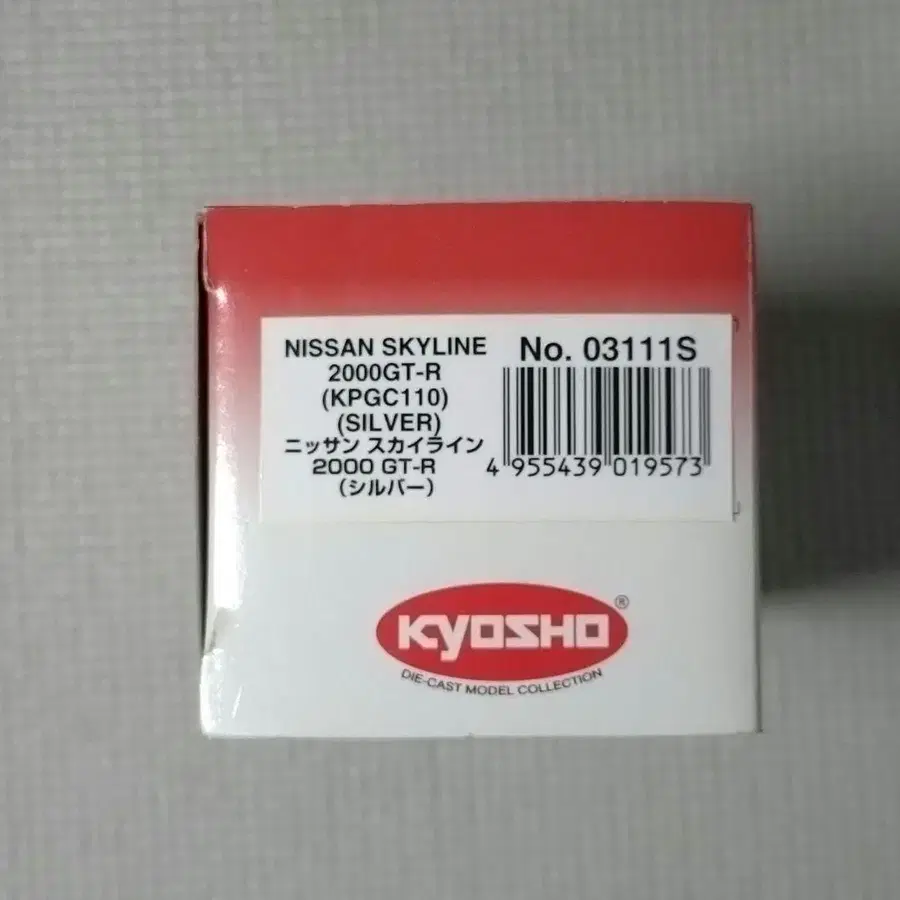 NISSAN SKYLINE
2000GT-R
(KPGC110)
(SILVER)
ニッサン スカイライン
2000 GT-R
（シルバー）
No. 03111S
4 955439 019573
KYOSHO®
DIE-CAST MODEL COLLECTION